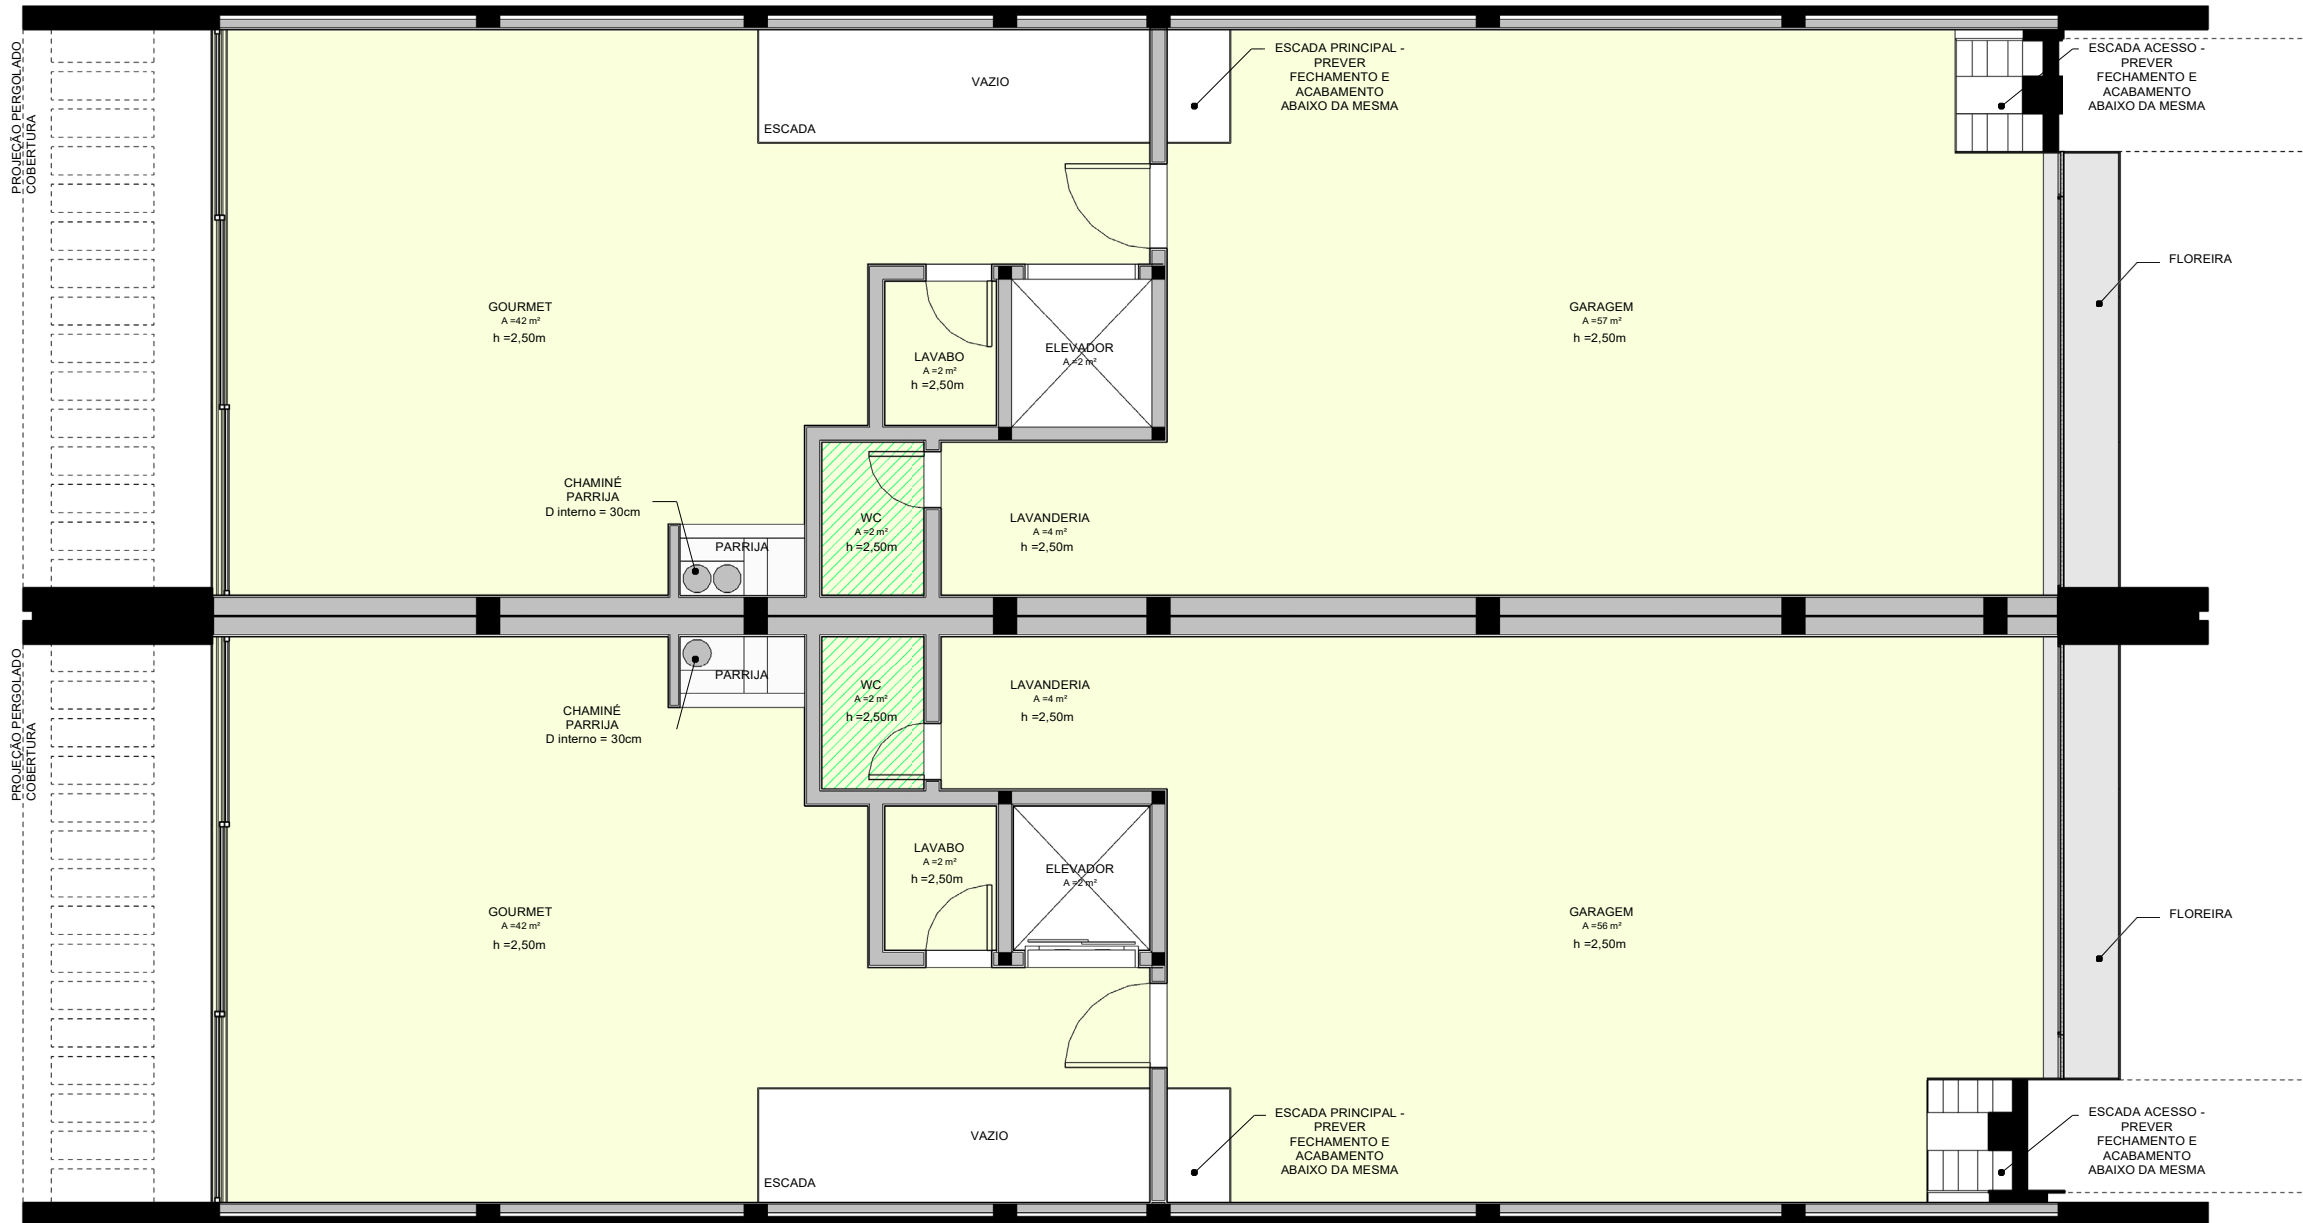 PROJEÇÃO PERGOLADO
COBERTURA
VAZIO
ESCADA
ESCADA PRINCIPAL -
PREVER
FECHAMENTO E
ACABAMENTO
ABAIXO DA MESMA
ESCADA ACESSO -
PREVER
FECHAMENTO E
ACABAMENTO
ABAIXO DA MESMA
FLOREIRA
GOURMET
A =42 m²
h =2,50m
LAVABO
A =2 m²
h =2,50m
ELEVADOR
A =2 m²
GARAGEM
A =57 m²
h =2,50m
CHAMINÉ
PARRIJA
D interno = 30cm
PARRIJA
WC
A =2 m²
h =2,50m
LAVANDERIA
A =4 m²
h =2,50m
PROJEÇÃO PERGOLADO
COBERTURA
PARRIJA
CHAMINÉ
PARRIJA
D interno = 30cm
WC
A =2 m²
h =2,50m
LAVANDERIA
A =4 m²
h =2,50m
GOURMET
A =42 m²
h =2,50m
LAVABO
A =2 m²
h =2,50m
ELEVADOR
A =2 m²
GARAGEM
A =56 m²
h =2,50m
FLOREIRA
VAZIO
ESCADA
ESCADA PRINCIPAL -
PREVER
FECHAMENTO E
ACABAMENTO
ABAIXO DA MESMA
ESCADA ACESSO -
PREVER
FECHAMENTO E
ACABAMENTO
ABAIXO DA MESMA